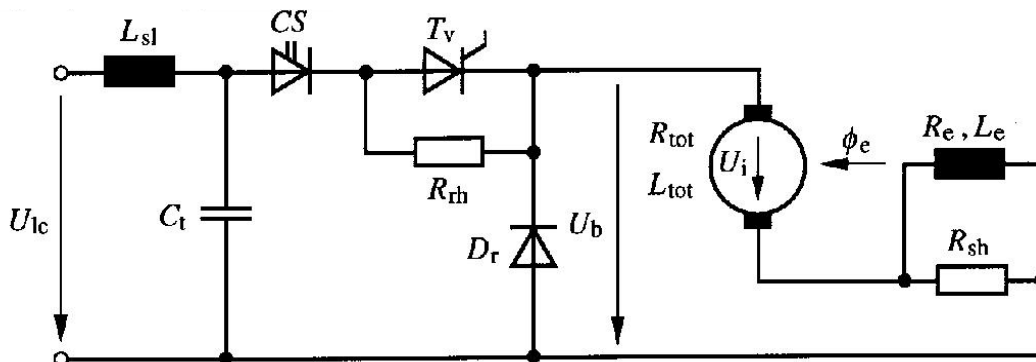 L_sl
CS
T_v
R_rh
C_t
U_lc
D_r
U_b
R_tot
L_tot
U_i
ϕ_e
R_e , L_e
R_sh